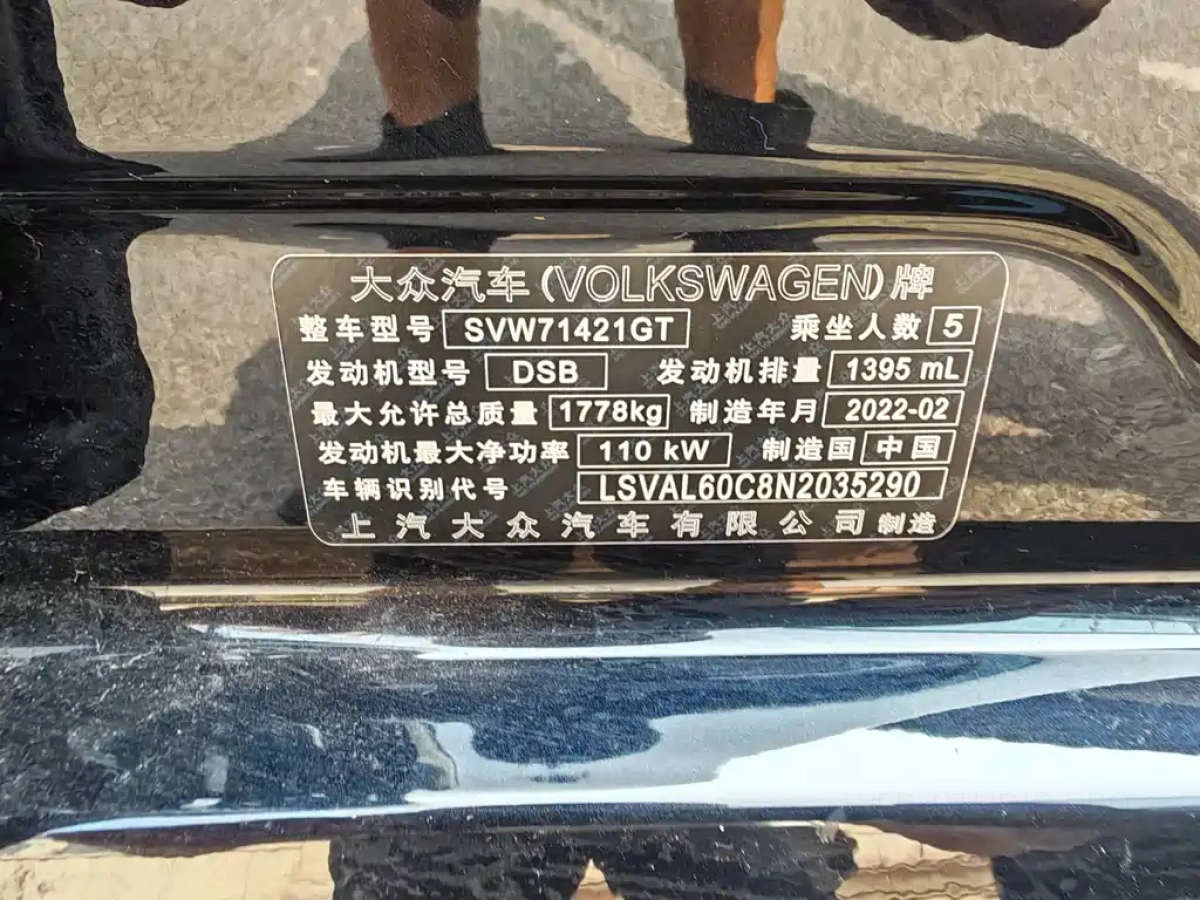 大众汽车(VOLKSWAGEN)牌
整车型号 SVW71421GT 乘坐人数 5
发动机型号 DSB 发动机排量 1395 mL
最大允许总质量 1778kg 制造年月 2022-02
发动机最大净功率 110 kW 制造国 中国
车辆识别代号 LSVAL60C8N2035290
上汽大众汽车有限公司制造